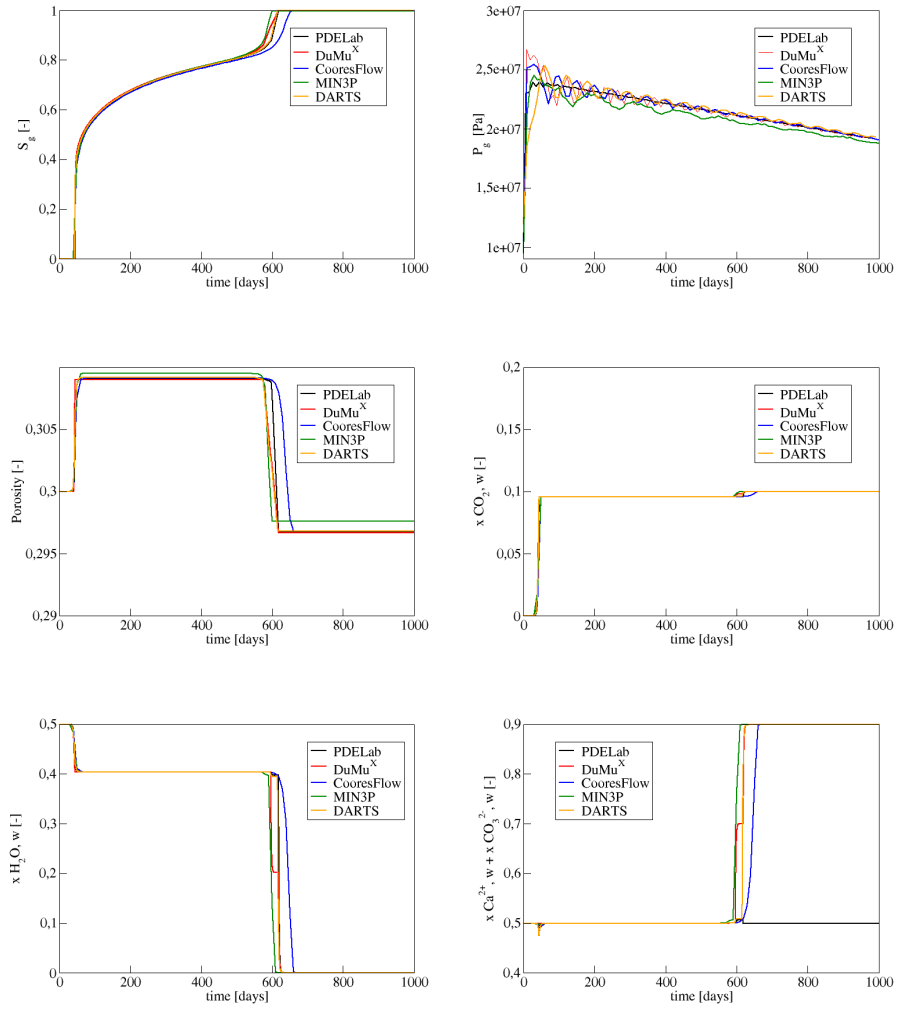 1
0,8
0,6
0,4
0,2
0
S_g [-]
0 200 400 600 800 1000
time [days]
PDELab
DuMu^X
CooresFlow
MIN3P
DARTS
3e+07
2,5e+07
2e+07
1,5e+07
1e+07
P_g [Pa]
0 200 400 600 800 1000
time [days]
PDELab
DuMu^X
CooresFlow
MIN3P
DARTS
0,305
0,3
0,295
0,29
Porosity [-]
0 200 400 600 800 1000
time [days]
PDELab
DuMu^X
CooresFlow
MIN3P
DARTS
0,2
0,15
0,1
0,05
0
x CO_2, w [-]
0 200 400 600 800 1000
time [days]
PDELab
DuMu^X
CooresFlow
MIN3P
DARTS
0,5
0,4
0,3
0,2
0,1
0
x H_2O, w [-]
0 200 400 600 800 1000
time [days]
PDELab
DuMu^X
CooresFlow
MIN3P
DARTS
0,9
0,8
0,7
0,6
0,5
0,4
x Ca^2+, w + x CO_3^2-, w [-]
0 200 400 600 800 1000
time [days]
PDELab
DuMu^X
CooresFlow
MIN3P
DARTS